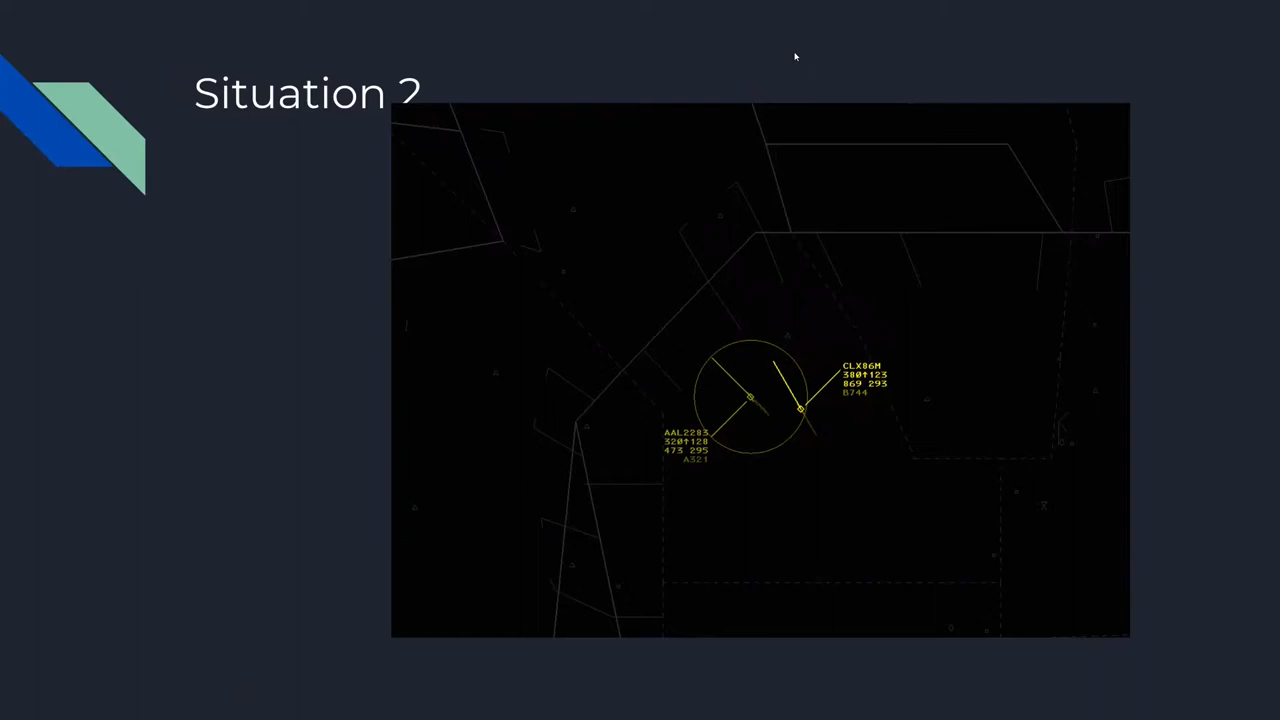 Situation 2
CLX86M
380↑123
869 293
B744
AAL2283
320↑128
473 295
A321